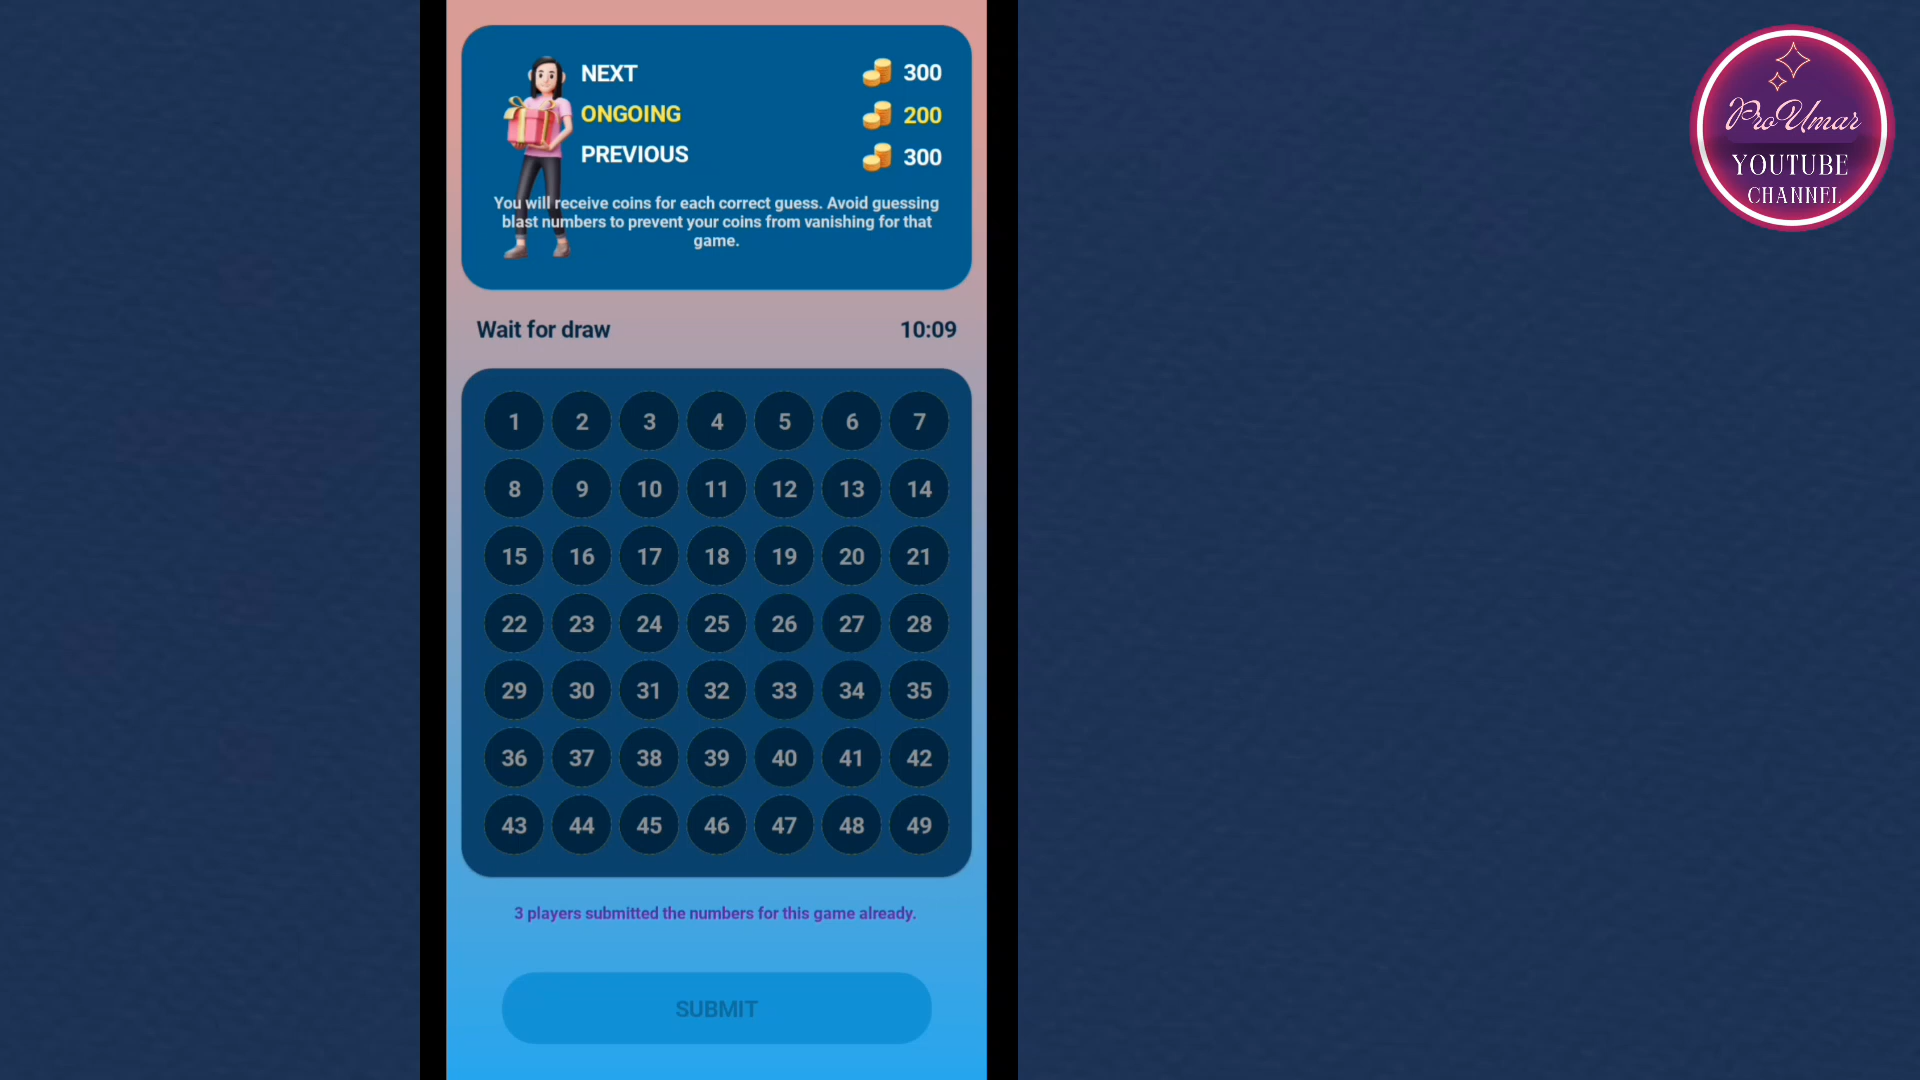 NEXT 300
ONGOING 200
PREVIOUS 300
You will receive coins for each correct guess. Avoid guessing
blast numbers to prevent your coins from vanishing for that
game.
Wait for draw 10:09
1 2 3 4 5 6 7
8 9 10 11 12 13 14
15 16 17 18 19 20 21
22 23 24 25 26 27 28
29 30 31 32 33 34 35
36 37 38 39 40 41 42
43 44 45 46 47 48 49
3 players submitted the numbers for this game already.
SUBMIT
ProUmar
YOUTUBE
CHANNEL